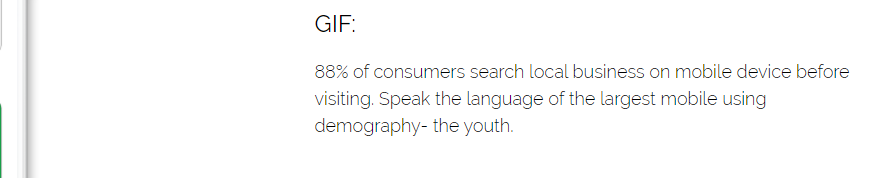 GIF:
88% of consumers search local business on mobile device before
visiting. Speak the language of the largest mobile using
demography- the youth.